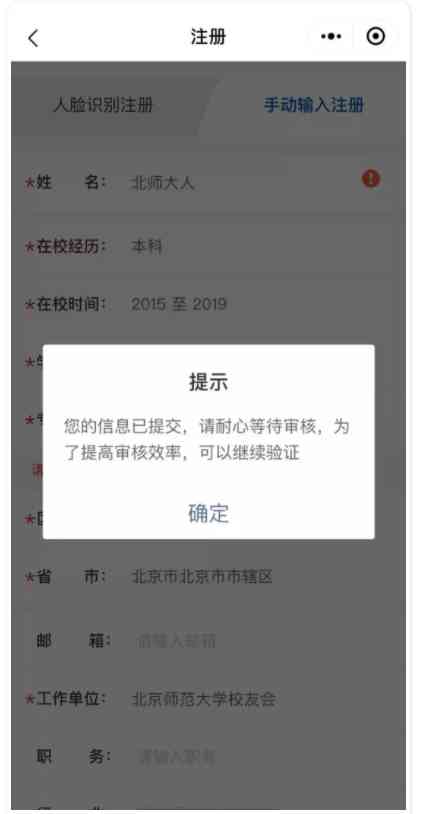 注册
人脸识别注册 手动输入注册
*姓 名： 北师大人
*在校经历： 本科
*在校时间： 2015 至 2019
提示
您的信息已提交，请耐心等待审核，为
了提高审核效率，可以继续验证
确定
*省 市： 北京市北京市市辖区
邮 箱： 请输入邮箱
*工作单位： 北京师范大学校友会
职 务： 请输入职务